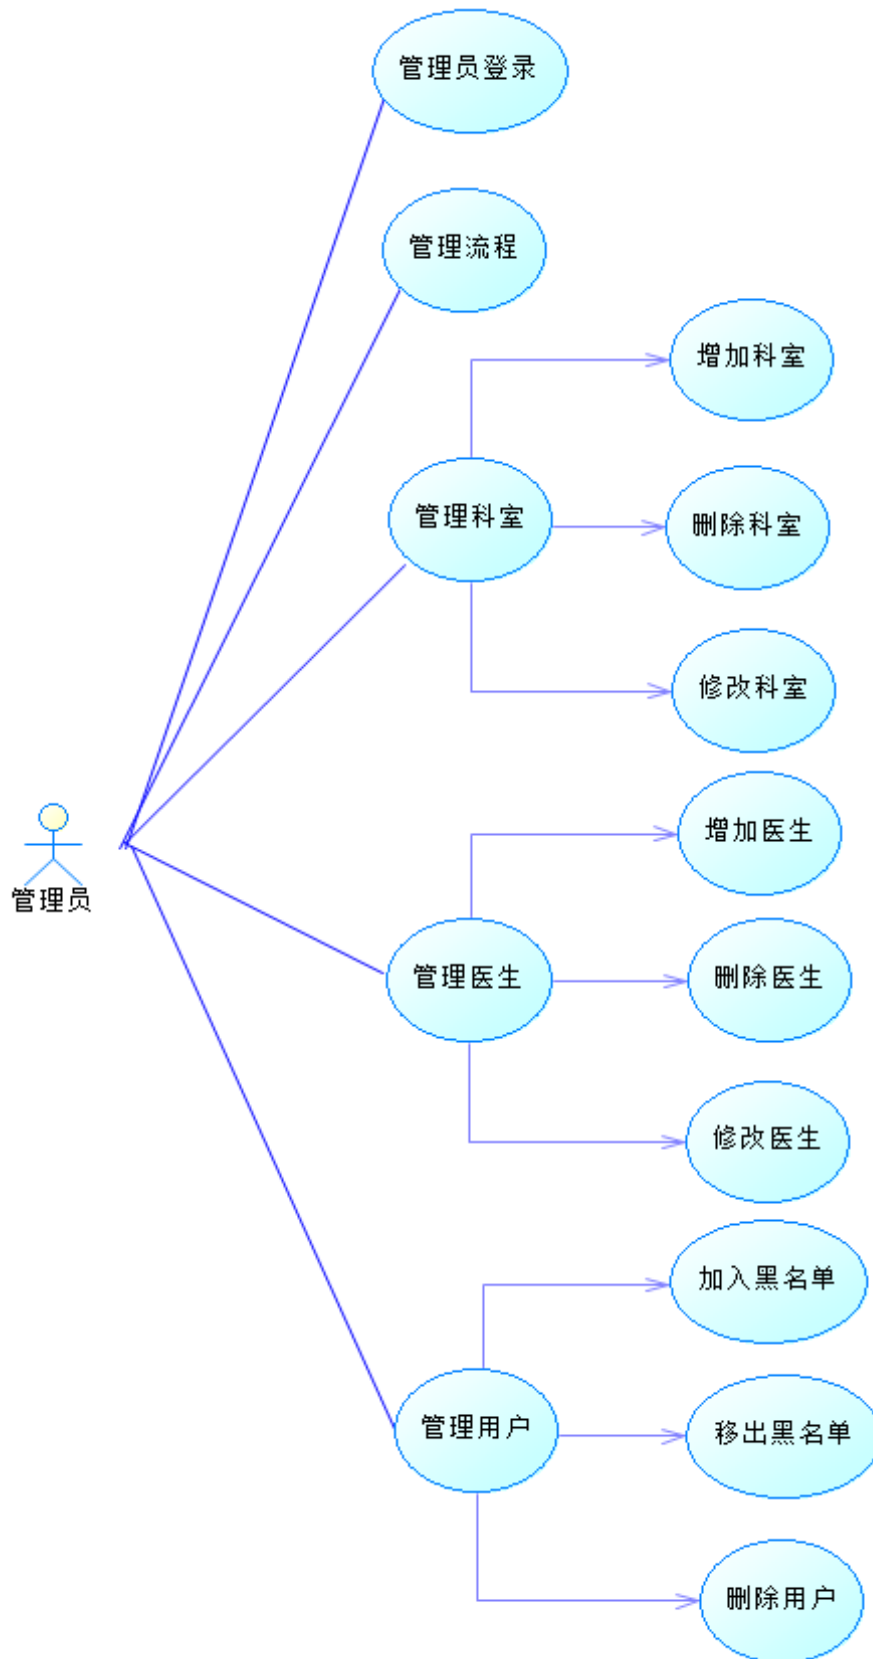 管理员登录
管理流程
增加科室
管理科室
删除科室
修改科室
增加医生
管理员
管理医生
删除医生
修改医生
加入黑名单
管理用户
移出黑名单
删除用户